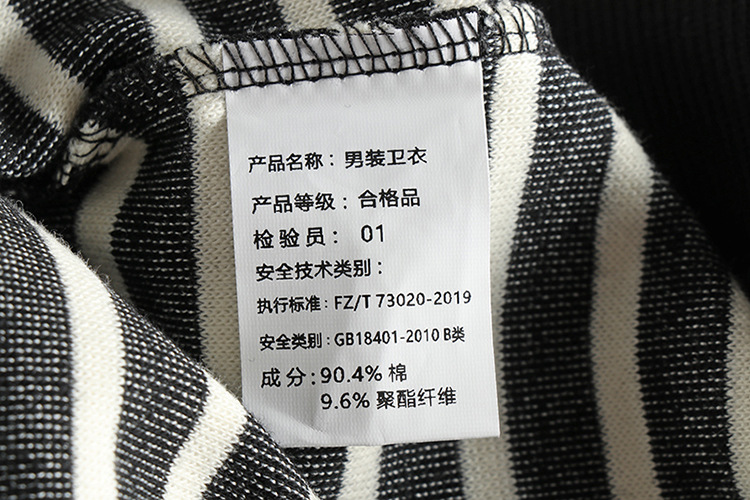 产品名称：男装卫衣
产品等级：合格品
检验员： 01
安全技术类别：
执行标准：FZ/T 73020-2019
安全类别：GB18401-2010 B类
成分：90.4% 棉
9.6% 聚酯纤维